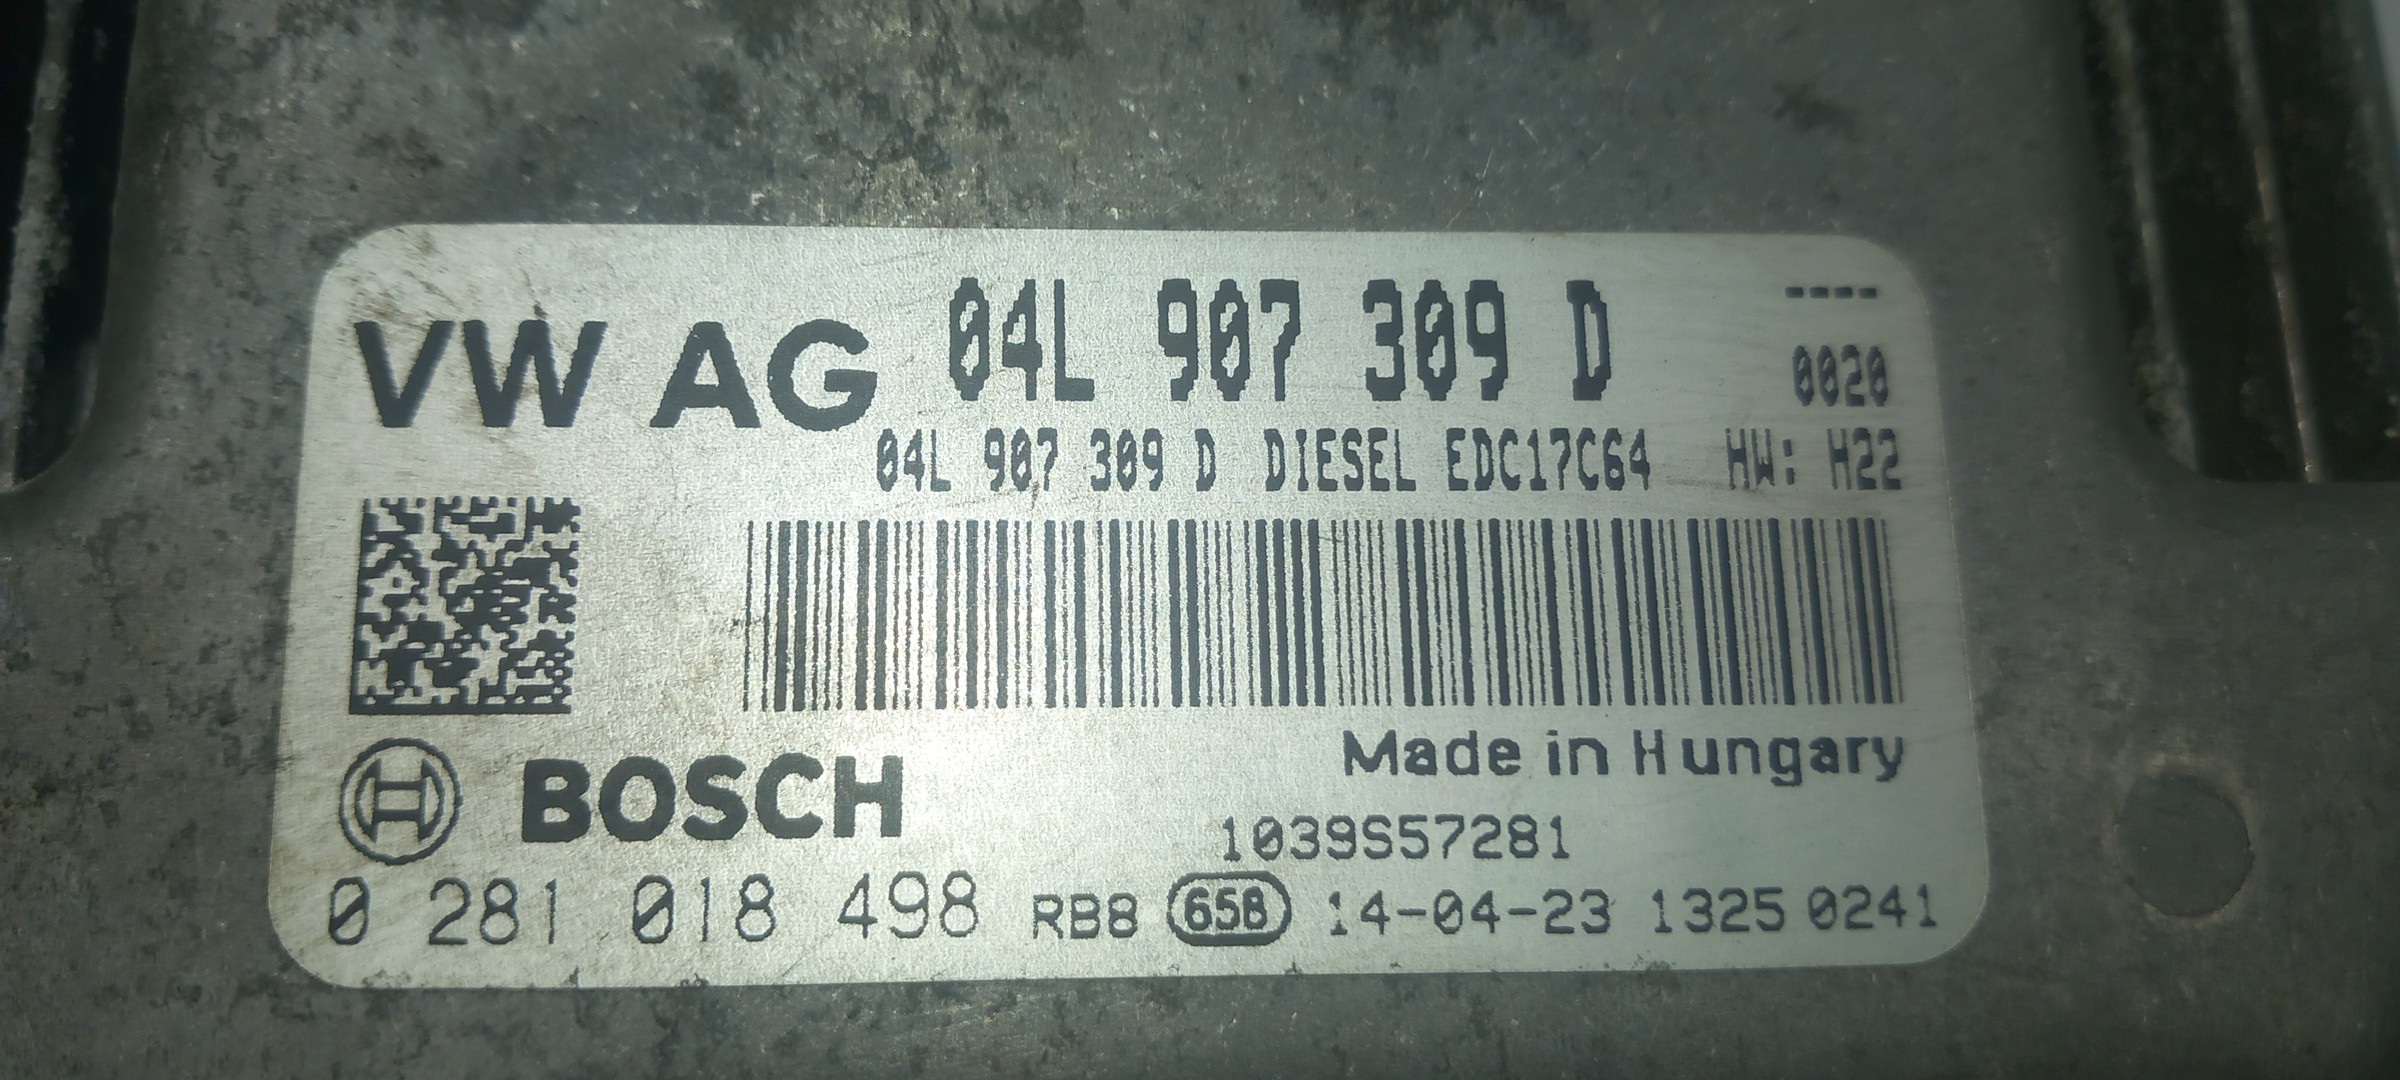 VW AG 04L 907 309 D ----
0020
04L 907 309 D DIESEL EDC17C64 HW: H22
Made in Hungary
BOSCH
1039S57281
0 281 018 498 RB8 65B 14-04-23 1325 0241